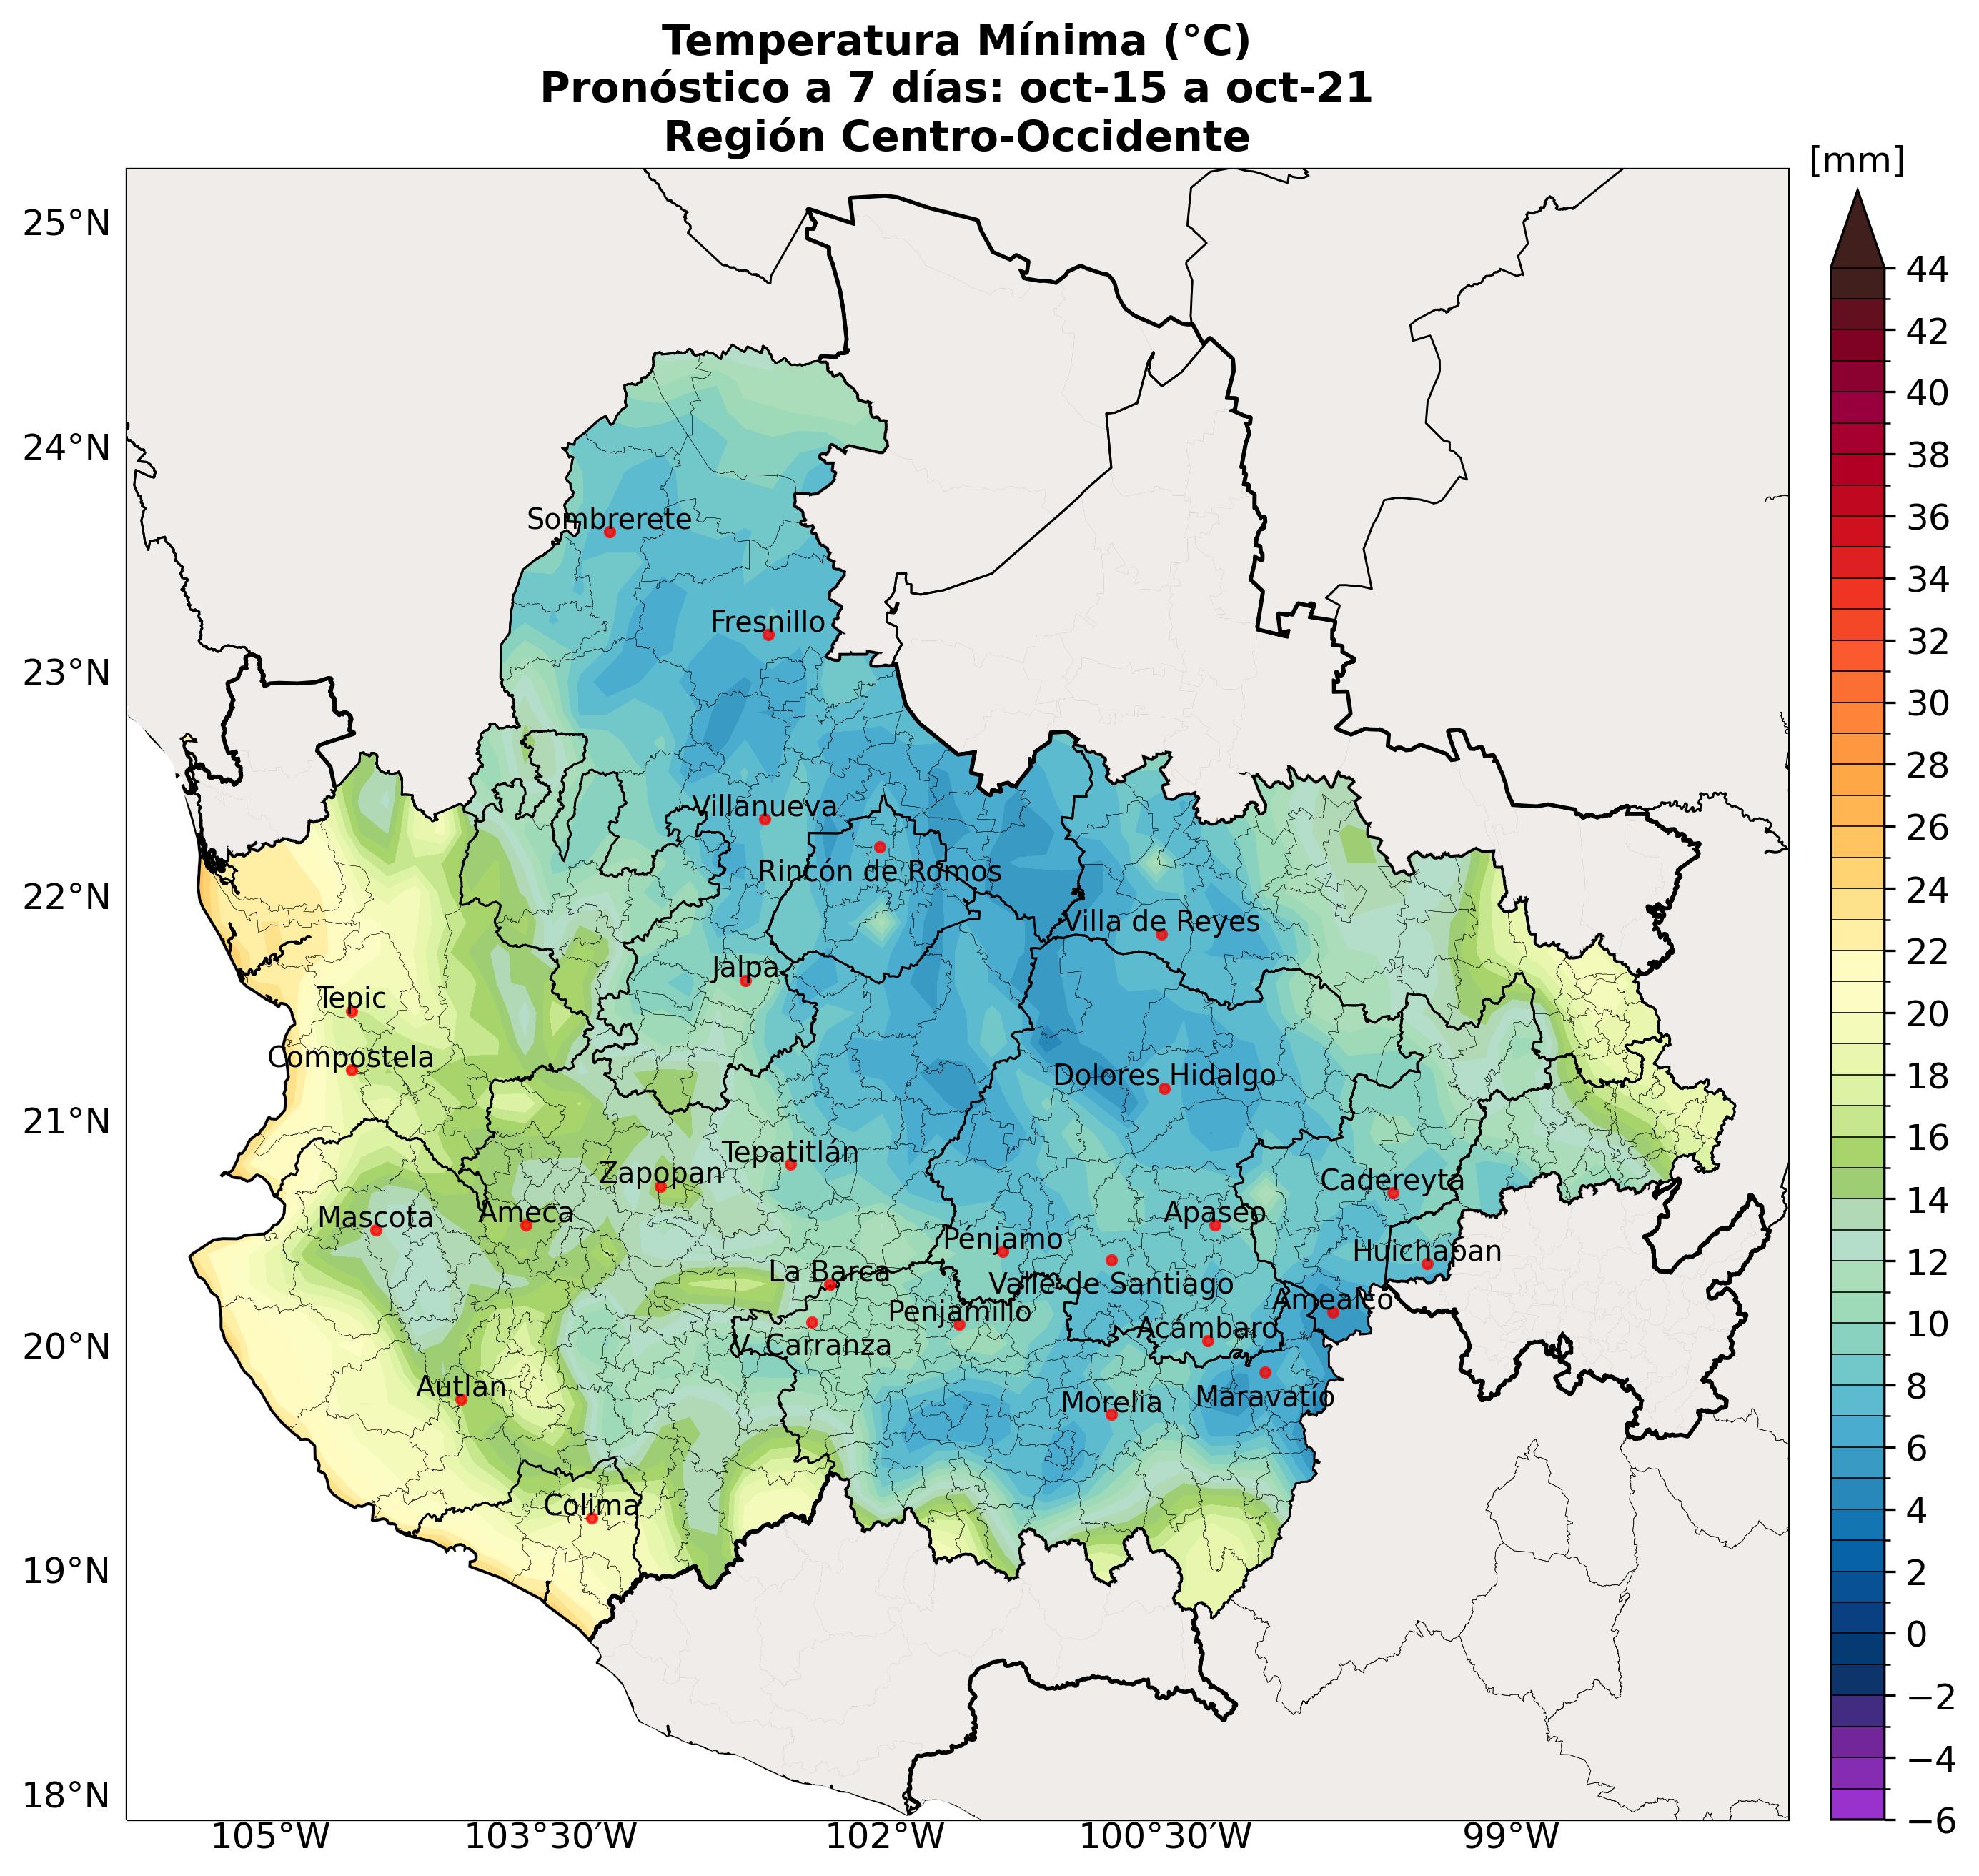 Temperatura Mínima (°C)
Pronóstico a 7 días: oct-15 a oct-21
Región Centro-Occidente
[mm]
25°N
24°N
23°N
22°N
21°N
20°N
19°N
18°N
105°W
103°30'W
102°W
100°30'W
99°W
Sombrerete
Fresnillo
Villanueva
Rincón de Romos
Villa de Reyes
Jalpa
Tepic
Compostela
Dolores Hidalgo
Tepatitlán
Zapopan
Cadereyta
Mascota
Ameca
Apaseo
Pénjamo
Huichapan
La Barca
Valle de Santiago
Amealco
Penjamillo
Acámbaro
V. Carranza
Autlan
Morelia
Maravatío
Colima
44
42
40
38
36
34
32
30
28
26
24
22
20
18
16
14
12
10
8
6
4
2
0
−2
−4
−6